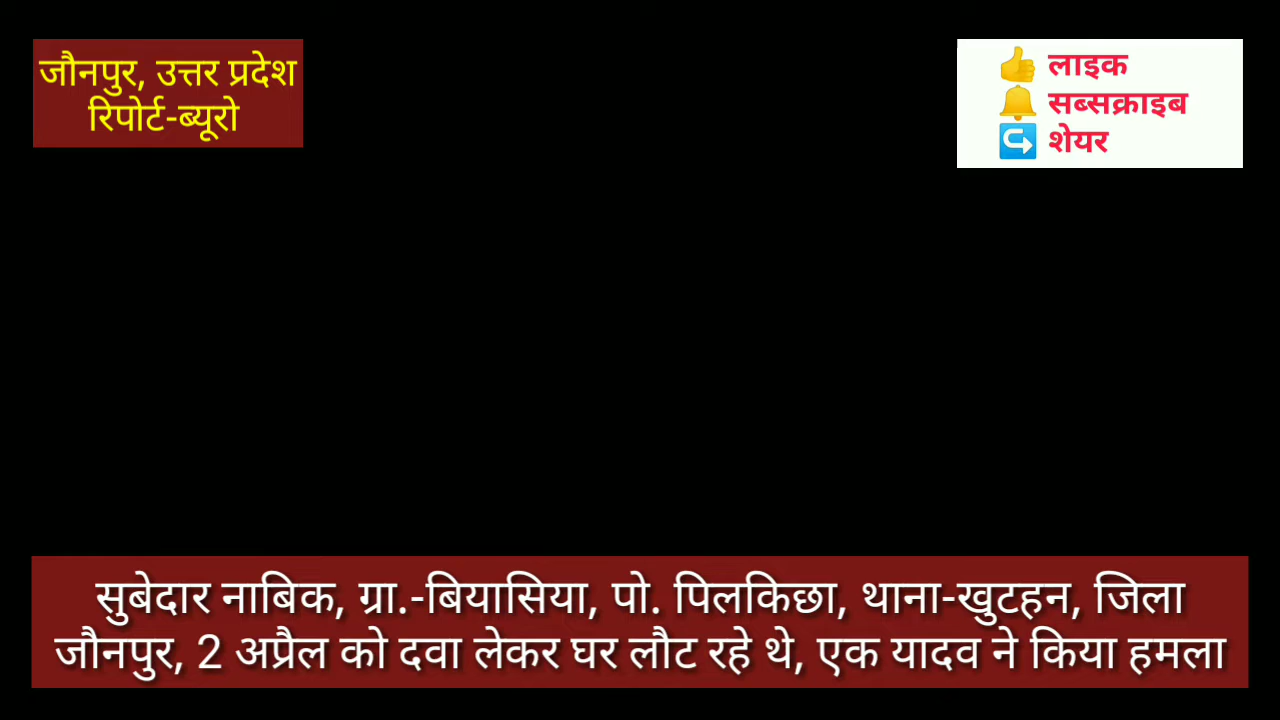 जौनपुर, उत्तर प्रदेश
रिपोर्ट-ब्यूरो
लाइक
सब्सक्राइब
शेयर
सुबेदार नाबिक, ग्रा.-बियासिया, पो. पिलकिछा, थाना-खुटहन, जिला
जौनपुर, 2 अप्रैल को दवा लेकर घर लौट रहे थे, एक यादव ने किया हमला